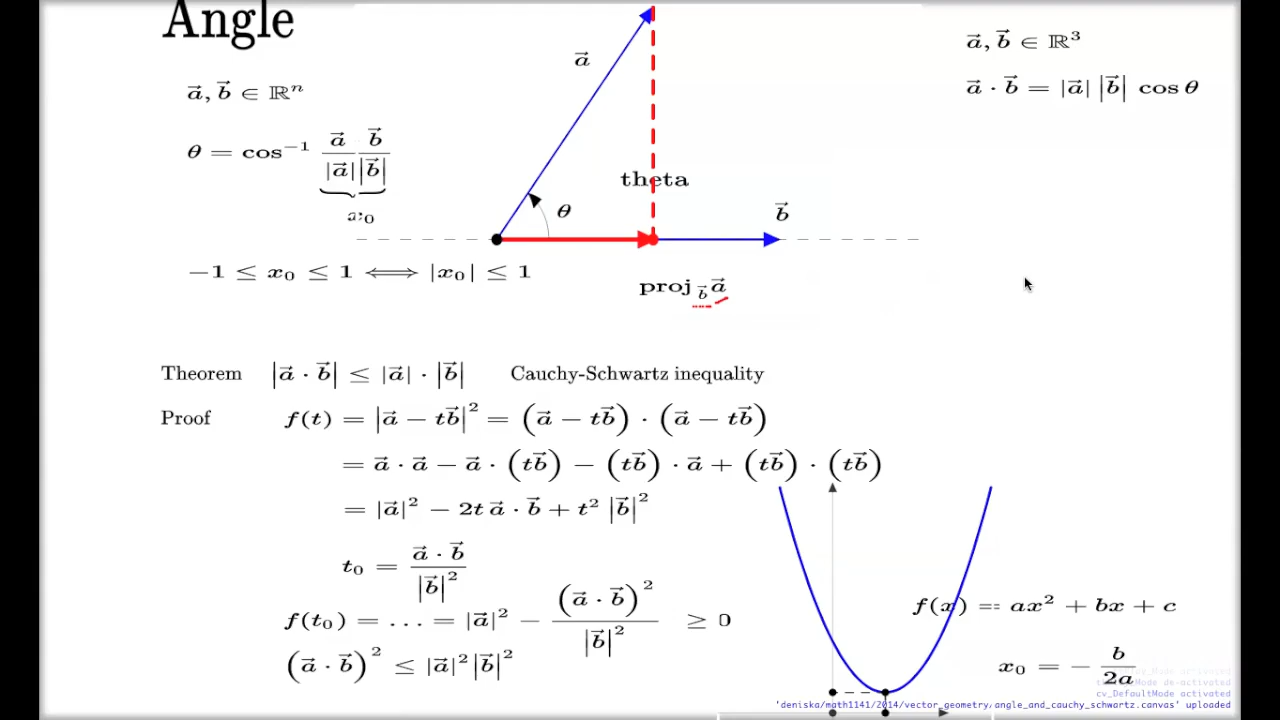 Angle
a⃗, b⃗ ∈ ℝⁿ
θ = cos⁻¹ a⃗/|a⃗| b⃗/|b⃗|
x₀
−1 ≤ x₀ ≤ 1 ⟺ |x₀| ≤ 1
a⃗
theta
θ
b⃗
proj_b⃗ a⃗
a⃗, b⃗ ∈ ℝ³
a⃗ · b⃗ = |a⃗| |b⃗| cos θ
Theorem |a⃗ · b⃗| ≤ |a⃗| · |b⃗| Cauchy-Schwartz inequality
Proof f(t) = |a⃗ − tb⃗|² = (a⃗ − tb⃗) · (a⃗ − tb⃗)
= a⃗ · a⃗ − a⃗ · (tb⃗) − (tb⃗) · a⃗ + (tb⃗) · (tb⃗)
= |a⃗|² − 2t a⃗ · b⃗ + t² |b⃗|²
t₀ = (a⃗ · b⃗)/|b⃗|²
f(t₀) = … = |a⃗|² − (a⃗ · b⃗)²/|b⃗|² ≥ 0
(a⃗ · b⃗)² ≤ |a⃗|² |b⃗|²
f(x) = ax² + bx + c
x₀ = − b/2a
de-activated
cv_DefaultMode activated
'deniska/math1141/2014/vector_geometry/angle_and_cauchy_schwartz.canvas' uploaded